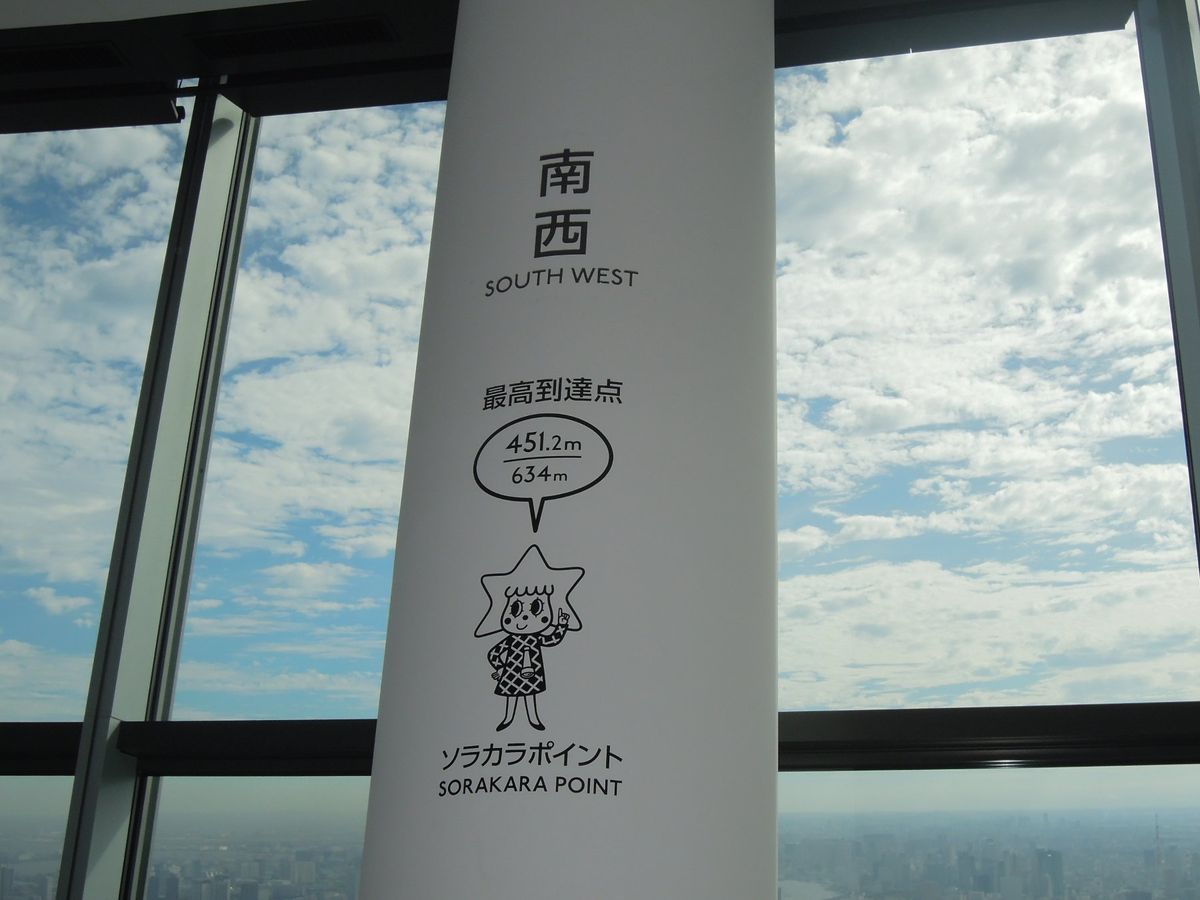 南
西
SOUTH WEST
最高到達点
451.2m
634m
ソラカラポイント
SORAKARA POINT